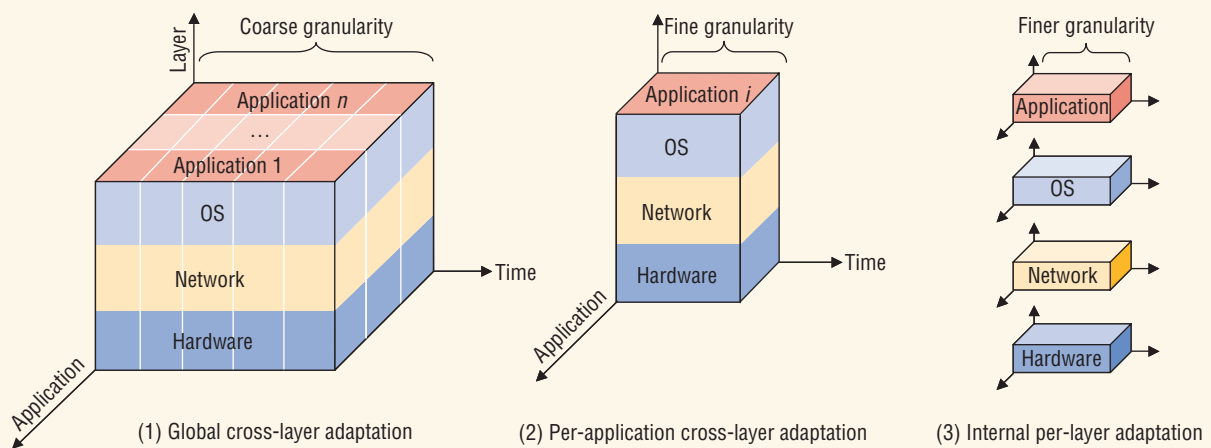 Coarse granularity
Layer
Application n
...
Application 1
OS
Network
Hardware
Time
Application
(1) Global cross-layer adaptation
Fine granularity
Application i
OS
Network
Hardware
Time
Application
(2) Per-application cross-layer adaptation
Finer granularity
Application
OS
Network
Hardware
(3) Internal per-layer adaptation